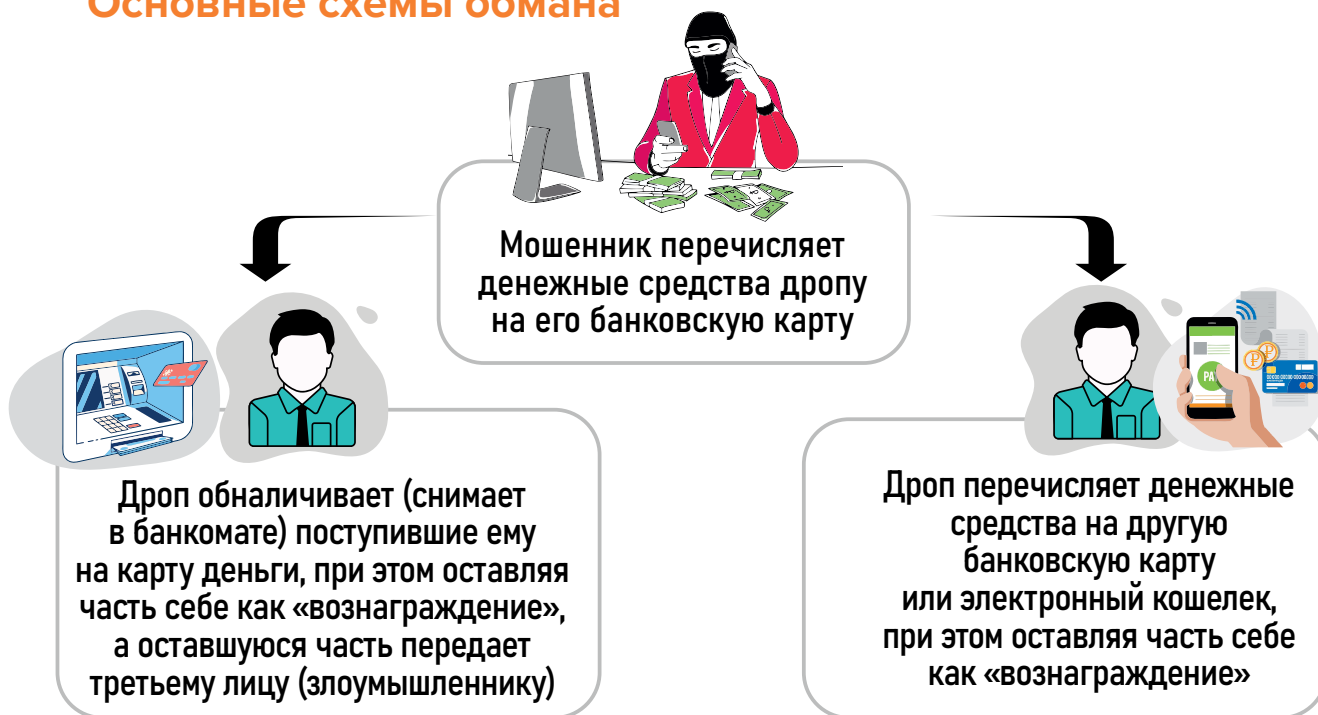 Основные схемы обмана
Мошенник перечисляет
денежные средства дропу
на его банковскую карту
Дроп обналичивает (снимает
в банкомате) поступившие ему
на карту деньги, при этом оставляя
часть себе как «вознаграждение»,
а оставшуюся часть передает
третьему лицу (злоумышленнику)
PA
Дроп перечисляет денежные
средства на другую
банковскую карту
или электронный кошелек,
при этом оставляя часть себе
как «вознаграждение»